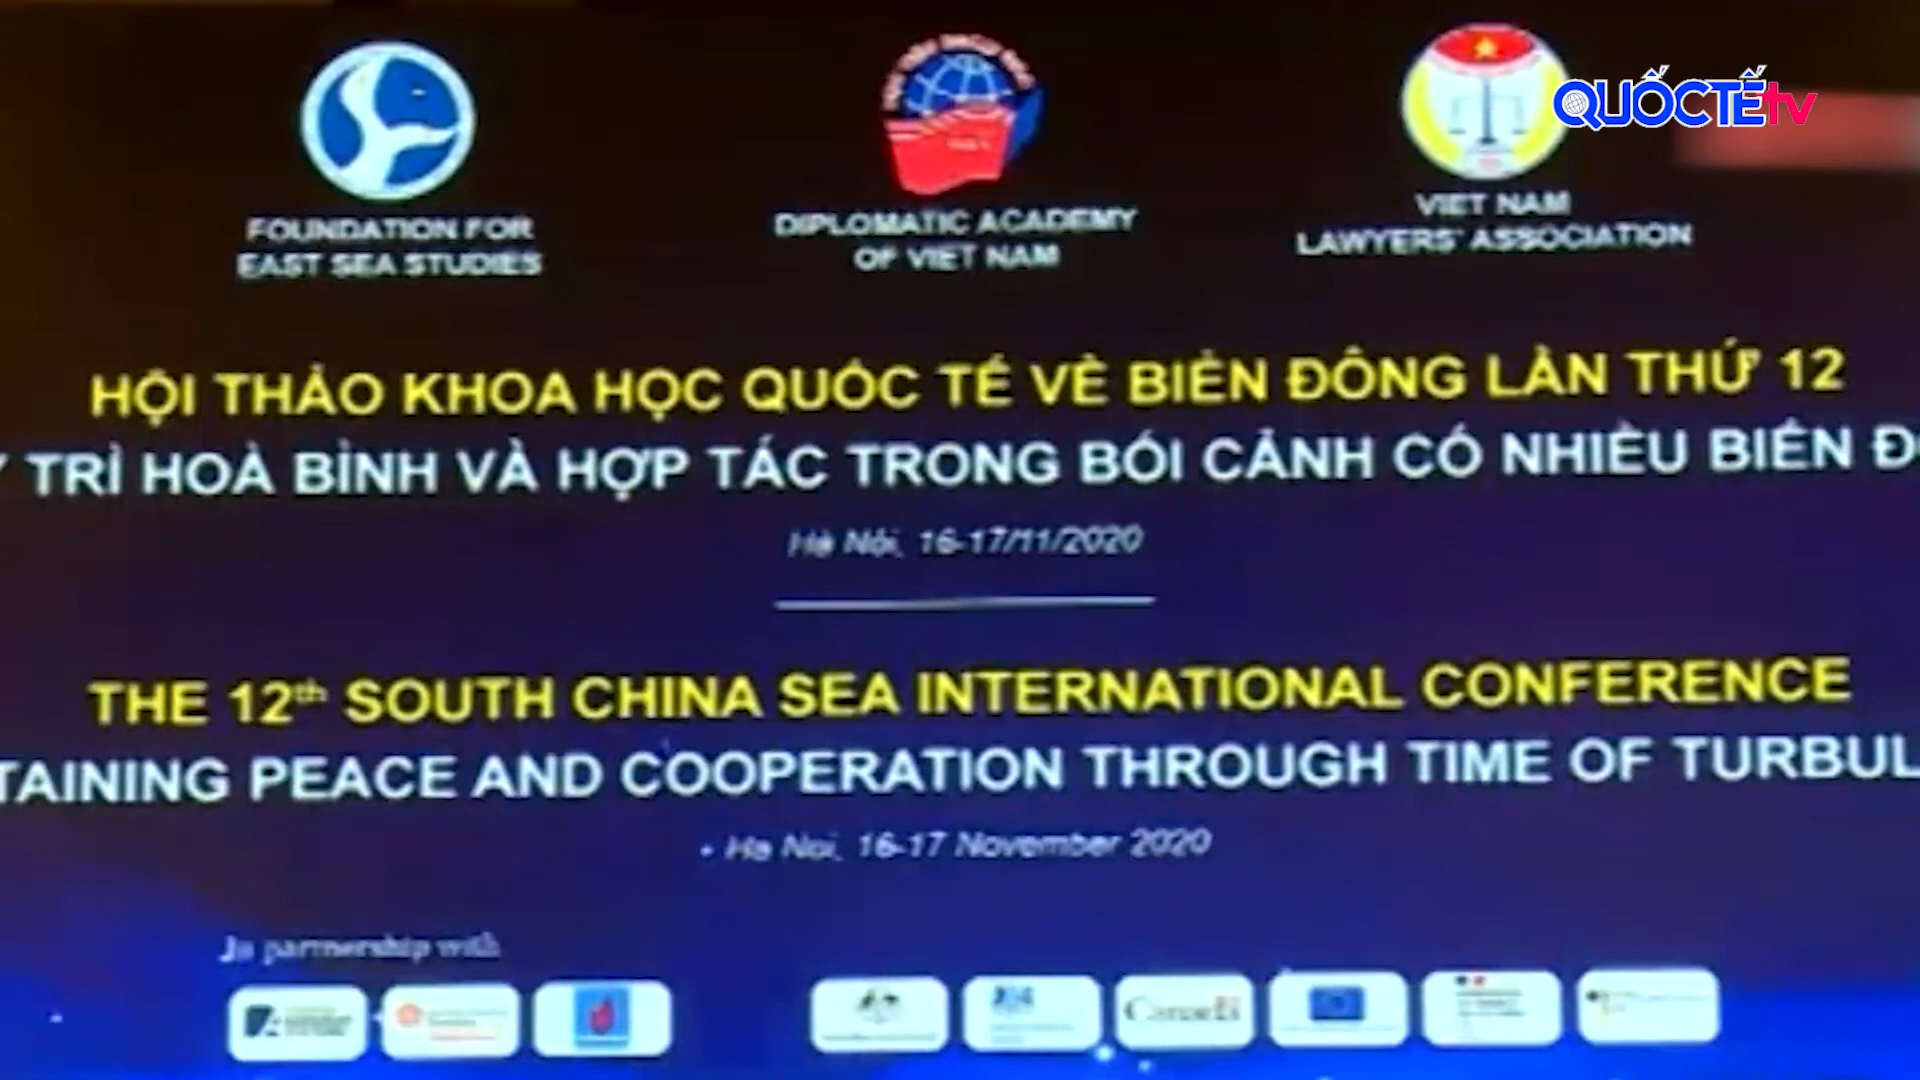 QUỐCTẾtv
FOUNDATION FOR
EAST SEA STUDIES
DIPLOMATIC ACADEMY
OF VIET NAM
VIET NAM
LAWYERS' ASSOCIATION
HỘI THẢO KHOA HỌC QUỐC TẾ VỀ BIỂN ĐÔNG LẦN THỨ 12
Y TRÌ HOÀ BÌNH VÀ HỢP TÁC TRONG BỐI CẢNH CÓ NHIỀU BIẾN Đ
Hà Nội, 16-17/11/2020
THE 12th SOUTH CHINA SEA INTERNATIONAL CONFERENCE
TAINING PEACE AND COOPERATION THROUGH TIME OF TURBUL
Ha Noi, 16-17 November 2020
In partnership with
Canada